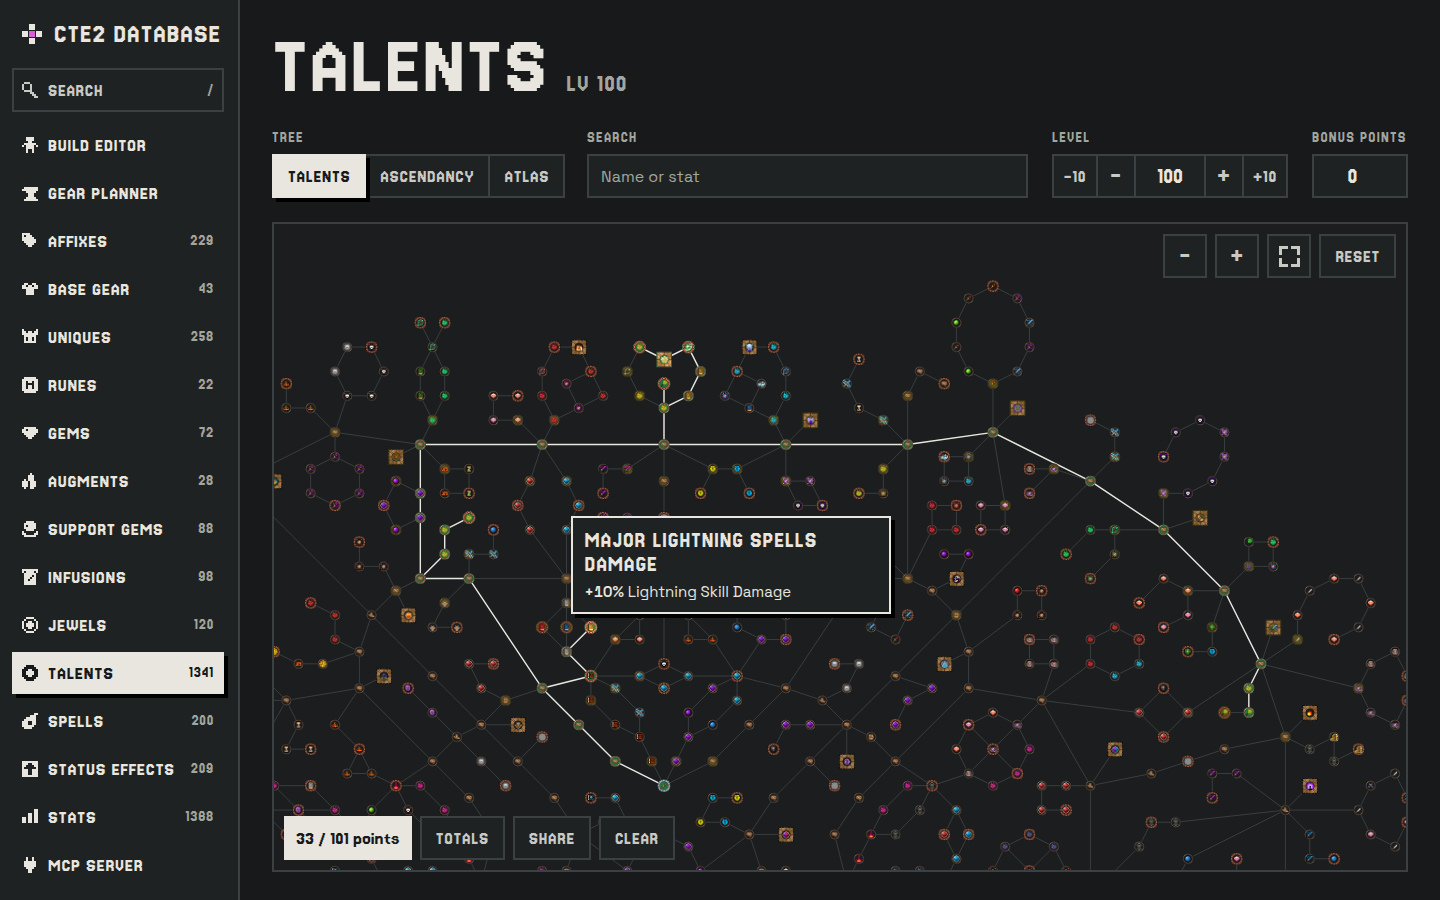 CTE2 DATABASE
SEARCH /
BUILD EDITOR
GEAR PLANNER
AFFIXES 229
BASE GEAR 43
UNIQUES 258
RUNES 22
GEMS 72
AUGMENTS 28
SUPPORT GEMS 88
INFUSIONS 98
JEWELS 120
TALENTS 1341
SPELLS 200
STATUS EFFECTS 209
STATS 1368
MCP SERVER
TALENTS LV 100
TREE
SEARCH
LEVEL
BONUS POINTS
TALENTS ASCENDANCY ATLAS
Name or stat
-10 - 100 + +10
0
- + RESET
MAJOR LIGHTNING SPELLS
DAMAGE
+10% Lightning Skill Damage
33 / 101 points TOTALS SHARE CLEAR